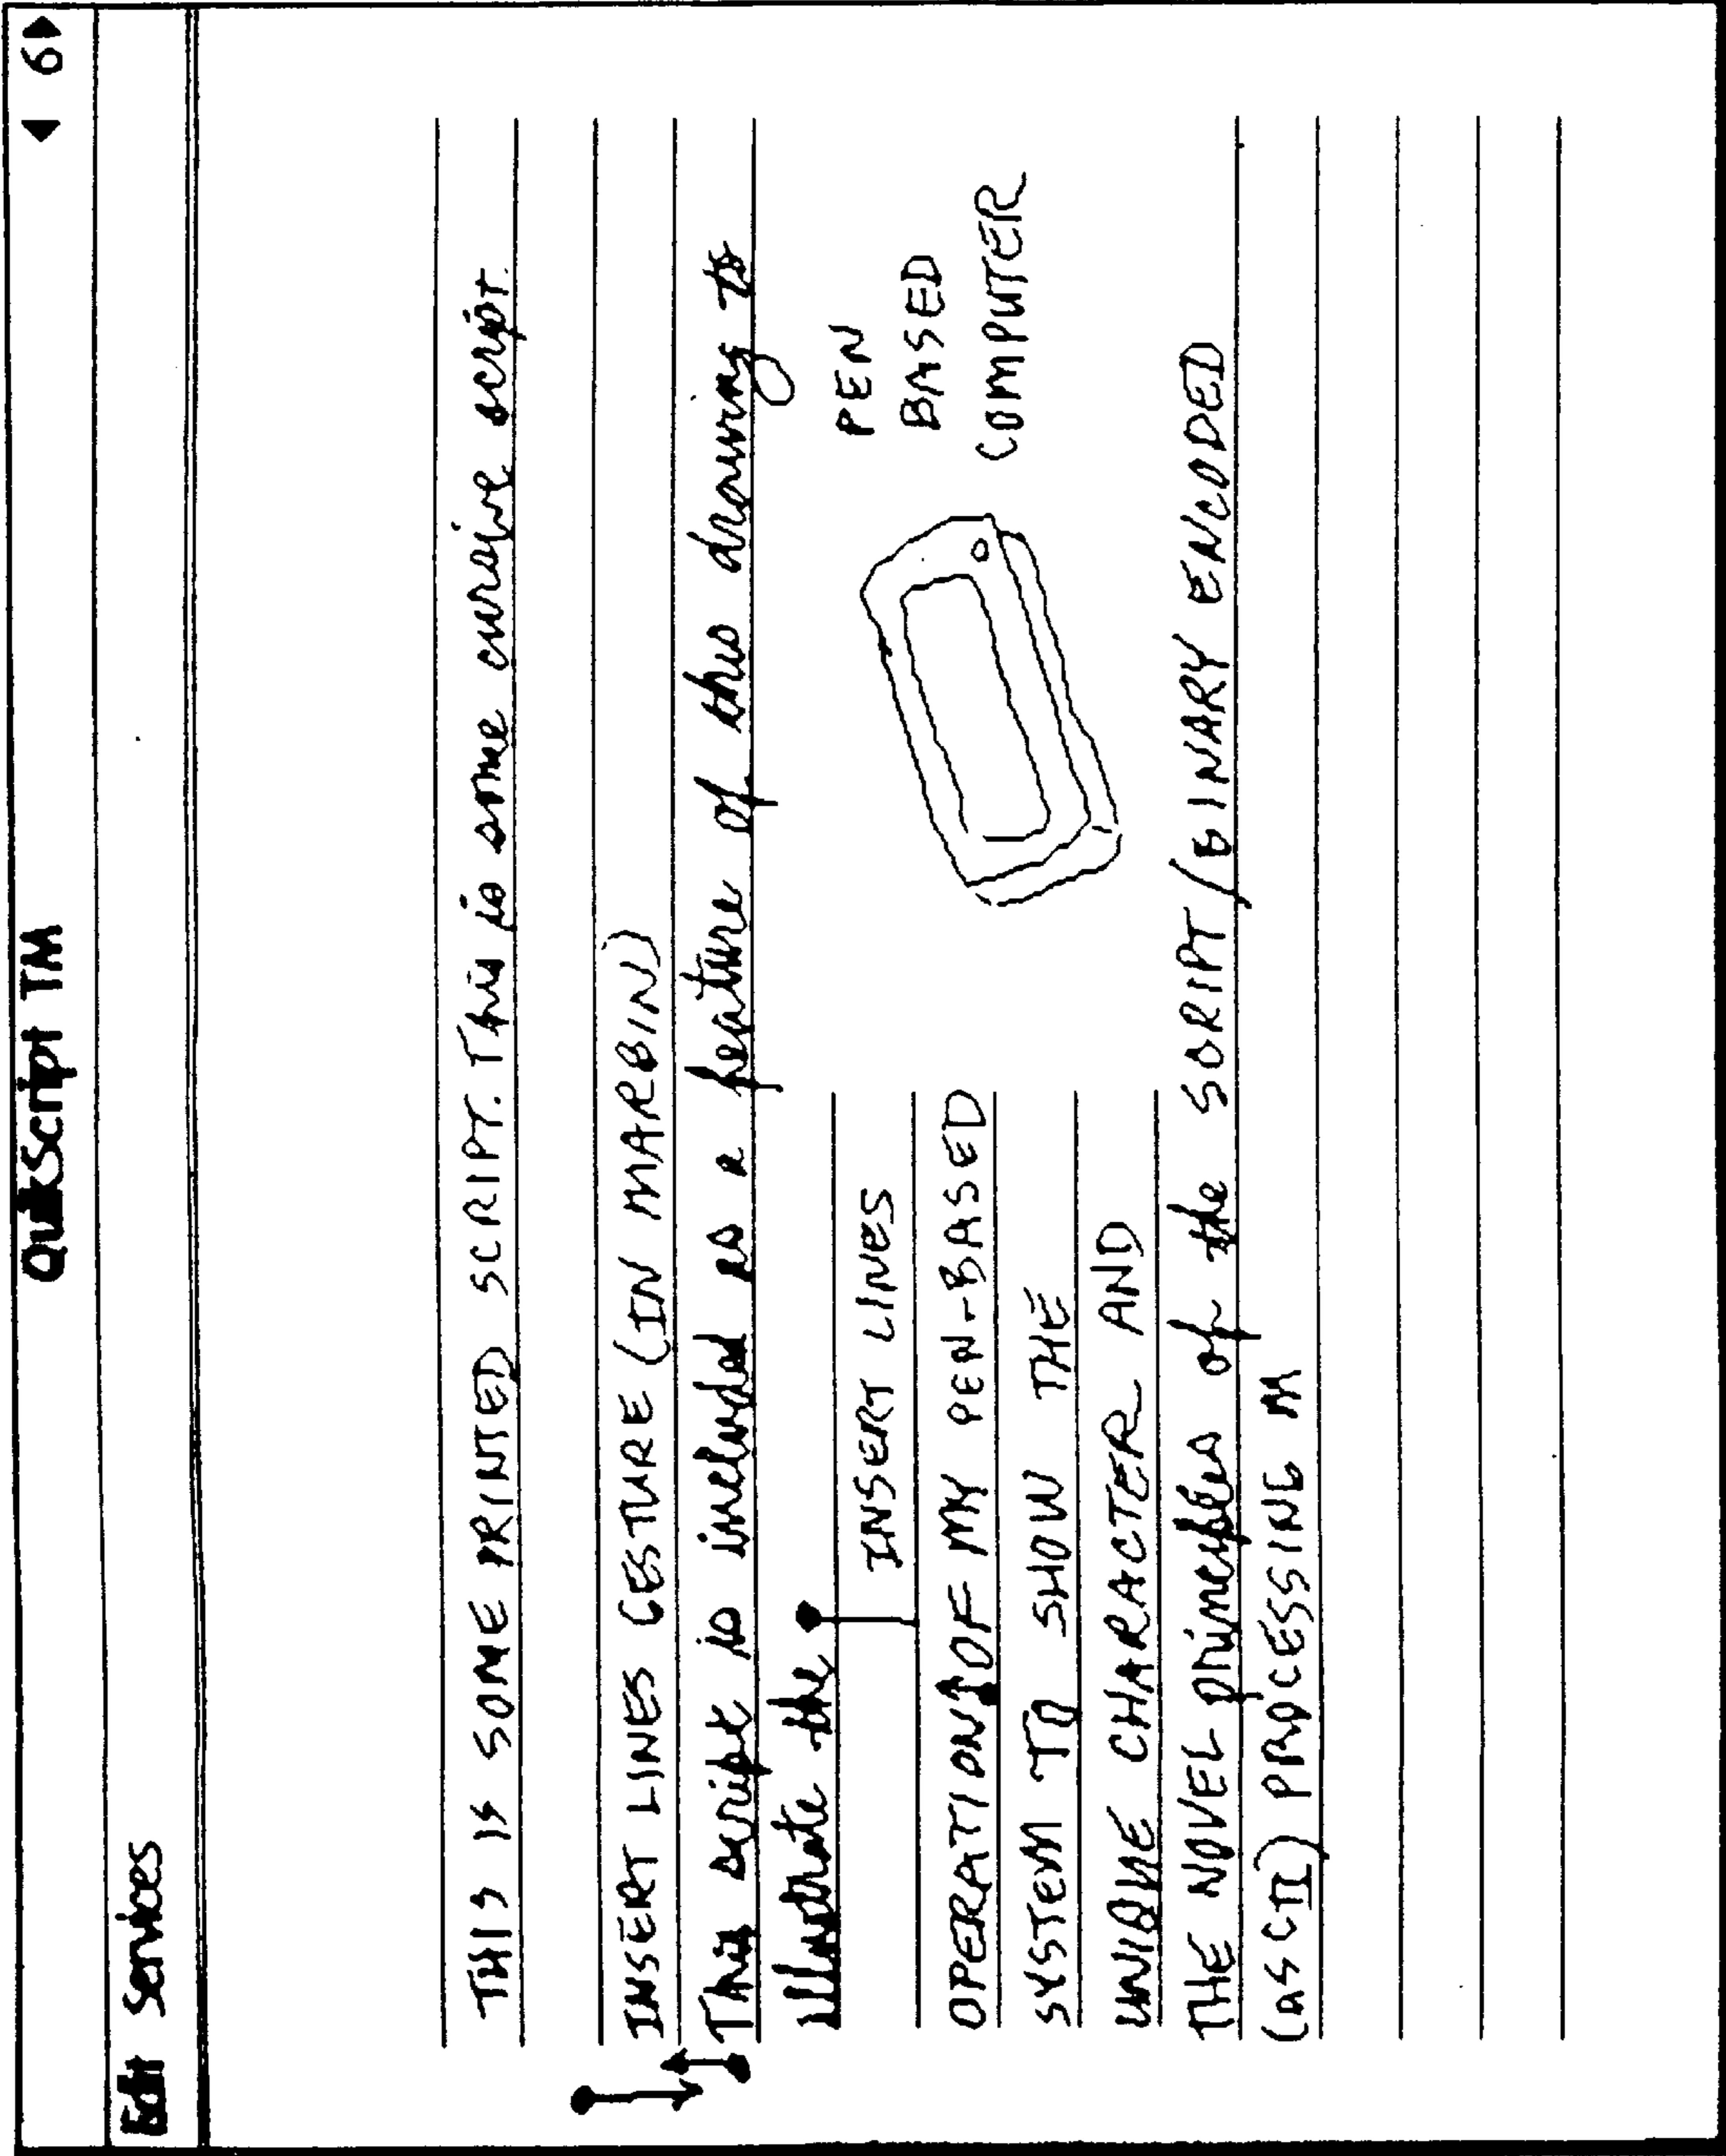 QuikScript TM
6
Edit Services
THIS IS SOME PRINTED SCRIPT. This is some cursive script.
INSERT LINES GESTURE (IN MARGIN)
This script is included as a feature of this drawing to
illustrate the
INSERT LINES
PEN
BASED
COMPUTER
OPERATION OF MY PEN-BASED
SYSTEM TO SHOW THE
UNIQUE CHARACTER AND
THE NOVEL principles of the SCRIPT/BINARY ENCODED
(ASCII) PROCESSING M